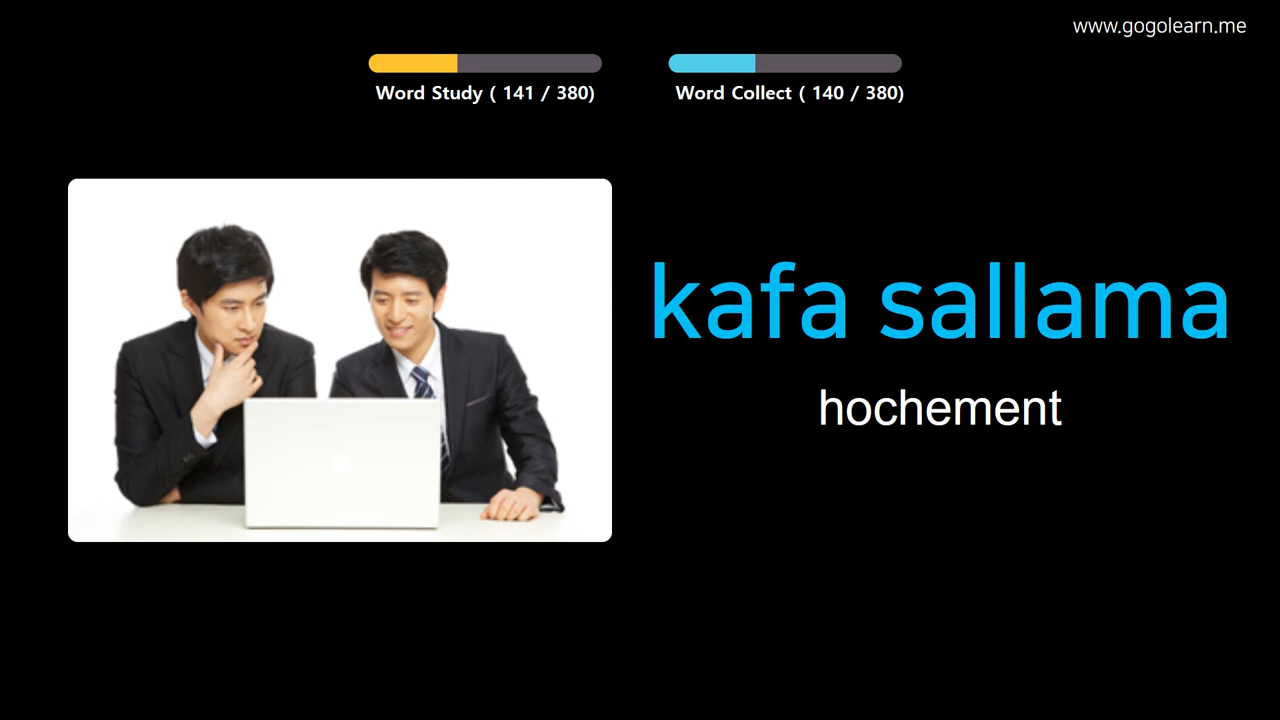 www.gogolearn.me
Word Study ( 141 / 380)
Word Collect ( 140 / 380)
kafa sallama
hochement